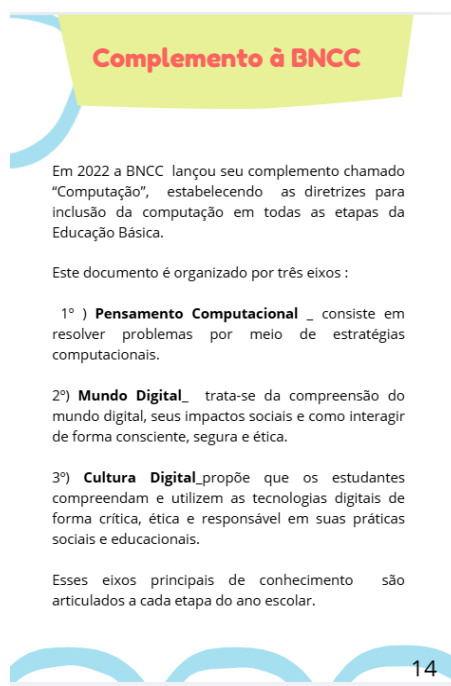 Complemento à BNCC
Em 2022 a BNCC lançou seu complemento chamado
“Computação”, estabelecendo as diretrizes para
inclusão da computação em todas as etapas da
Educação Básica.
Este documento é organizado por três eixos :
1º ) Pensamento Computacional _ consiste em
resolver problemas por meio de estratégias
computacionais.
2º) Mundo Digital_ trata-se da compreensão do
mundo digital, seus impactos sociais e como interagir
de forma consciente, segura e ética.
3º) Cultura Digital_propõe que os estudantes
compreendam e utilizem as tecnologias digitais de
forma crítica, ética e responsável em suas práticas
sociais e educacionais.
Esses eixos principais de conhecimento são
articulados a cada etapa do ano escolar.
14